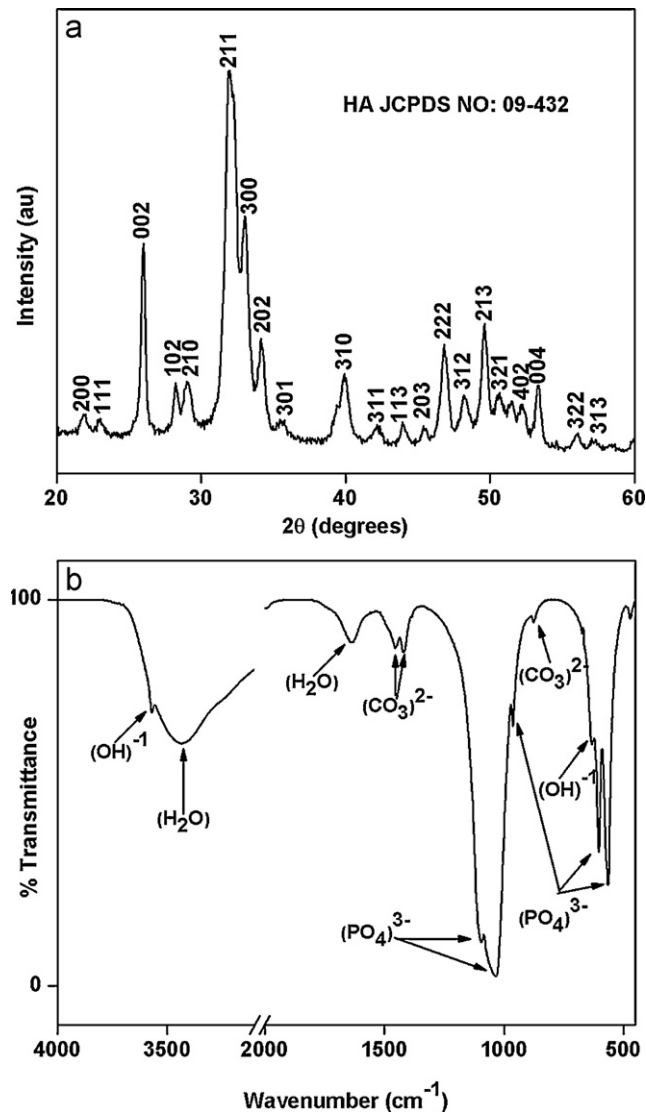 a
HA JCPDS NO: 09-432
Intensity (au)
200
111
002
102
210
211
300
202
301
310
311
113
203
222
312
213
321
402
004
322
313
20 30 40 50 60
2θ (degrees)
b
100
0
% Transmittance
(OH)⁻¹
(H₂O)
(H₂O)
(CO₃)²⁻
(PO₄)³⁻
(CO₃)²⁻
(OH)⁻¹
(PO₄)³⁻
4000 3500 2000 1500 1000 500
Wavenumber (cm⁻¹)